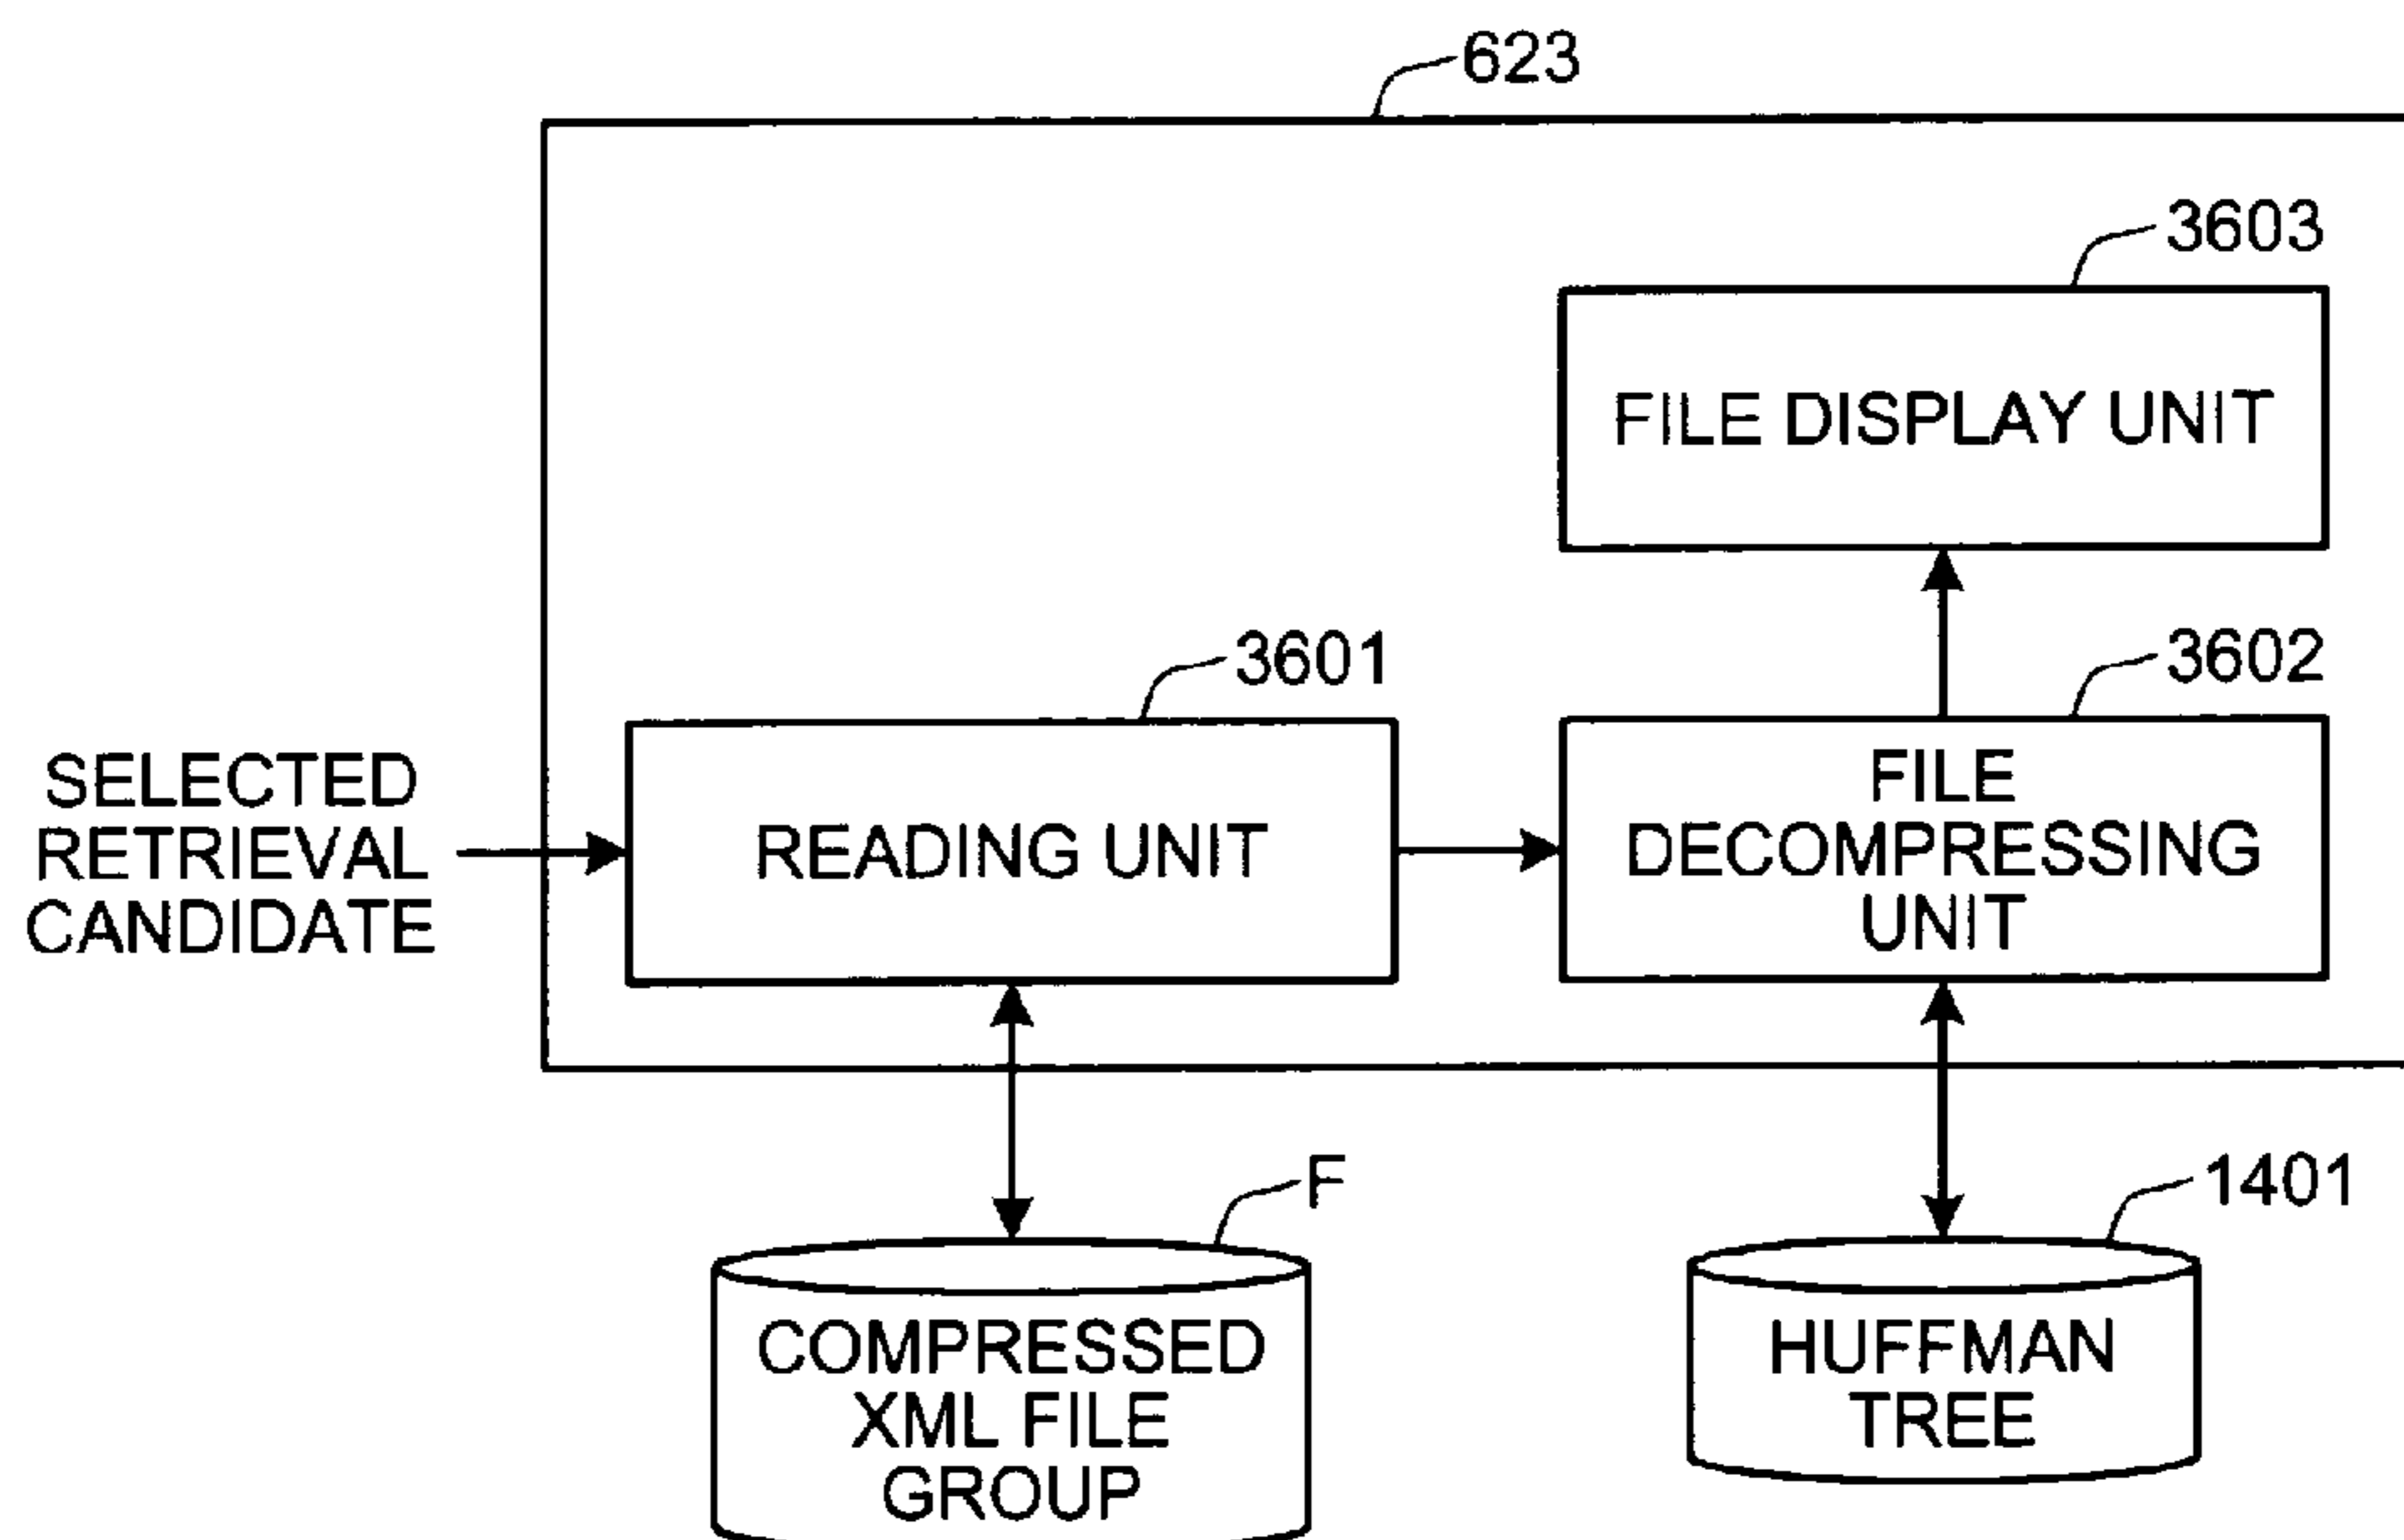 623
3603
FILE DISPLAY UNIT
3601
3602
SELECTED
RETRIEVAL
CANDIDATE
READING UNIT
FILE
DECOMPRESSING
UNIT
F
1401
COMPRESSED
XML FILE
GROUP
HUFFMAN
TREE